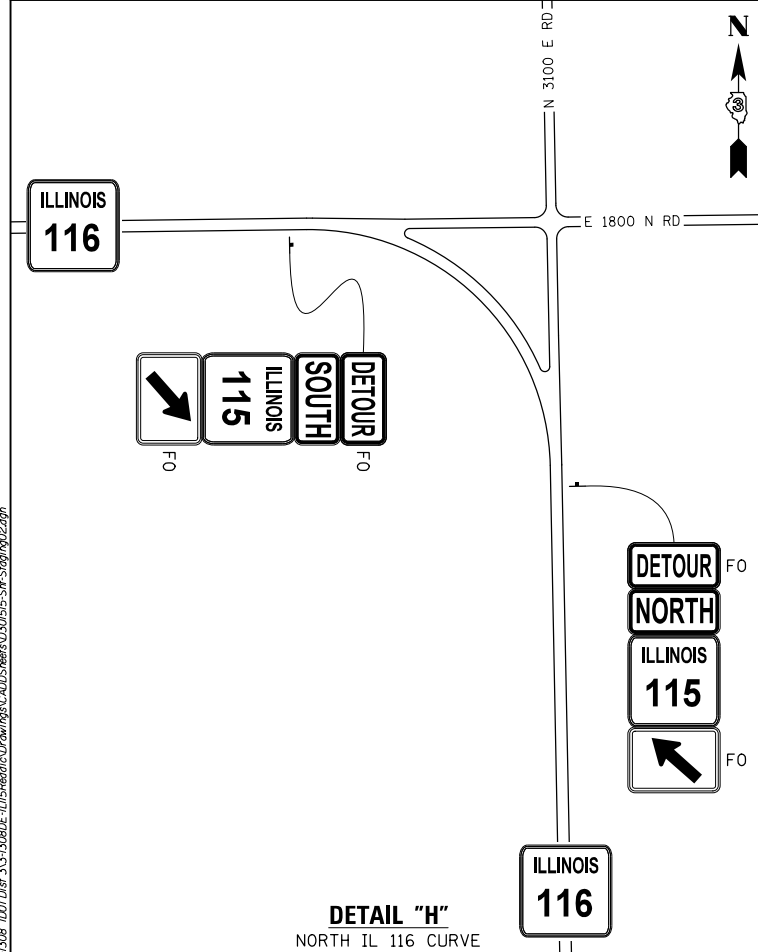 N
3
N 3100 E RD
E 1800 N RD
ILLINOIS
116
DETOUR
SOUTH
ILLINOIS
115
FO
FO
DETOUR
FO
NORTH
ILLINOIS
115
FO
ILLINOIS
116
DETAIL "H"
NORTH IL 116 CURVE